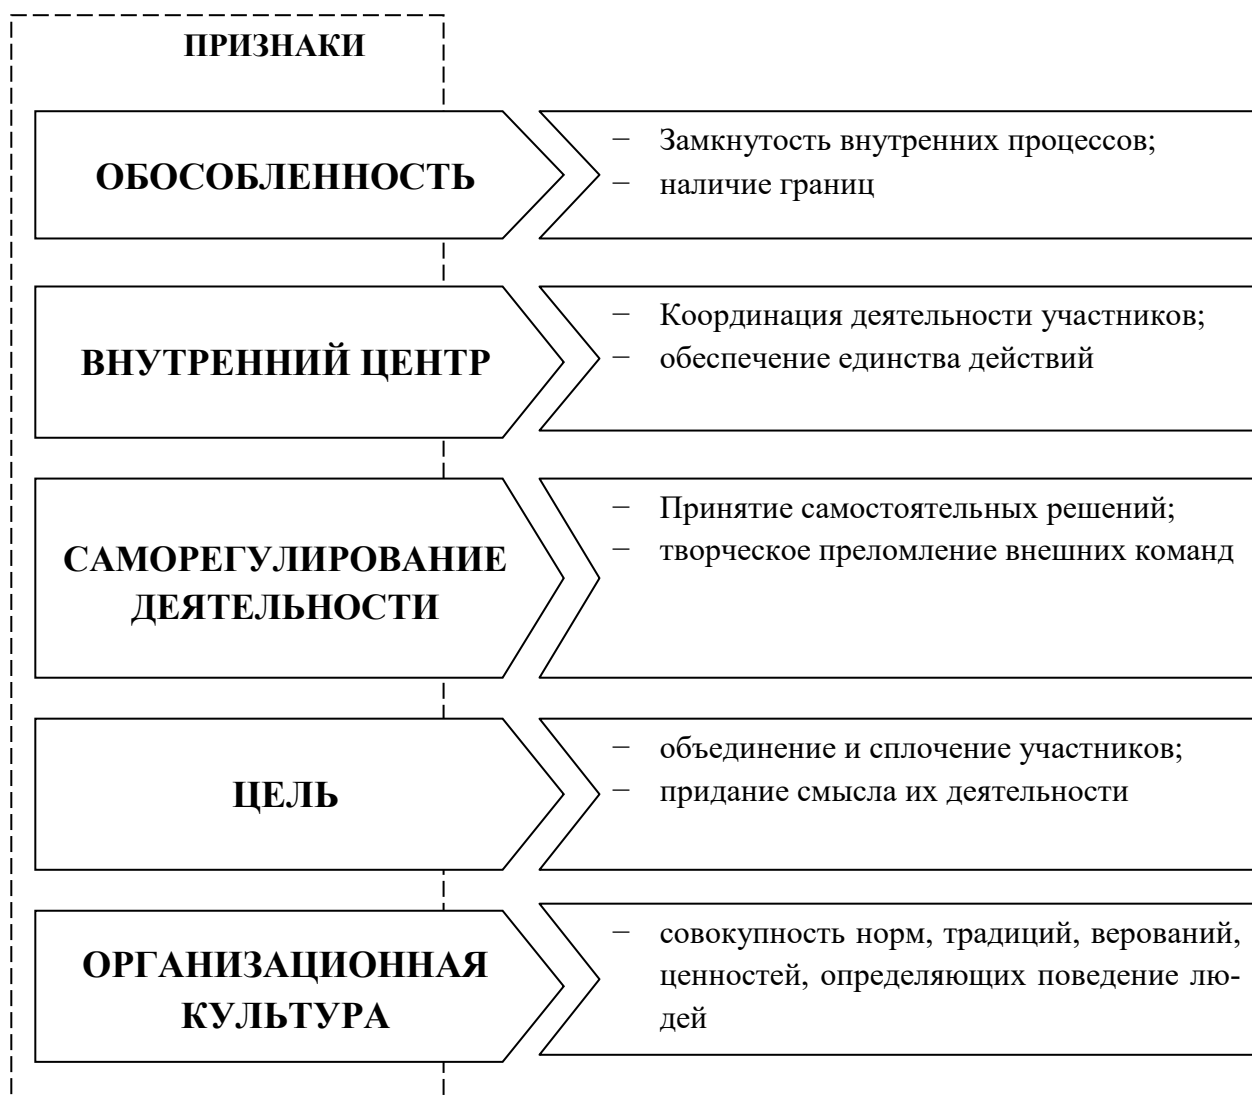 ПРИЗНАКИ
ОБОСОБЛЕННОСТЬ
− Замкнутость внутренних процессов;
− наличие границ
ВНУТРЕННИЙ ЦЕНТР
− Координация деятельности участников;
− обеспечение единства действий
САМОРЕГУЛИРОВАНИЕ
ДЕЯТЕЛЬНОСТИ
− Принятие самостоятельных решений;
− творческое преломление внешних команд
ЦЕЛЬ
− объединение и сплочение участников;
− придание смысла их деятельности
ОРГАНИЗАЦИОННАЯ
КУЛЬТУРА
− совокупность норм, традиций, верований,
ценностей, определяющих поведение лю-
дей